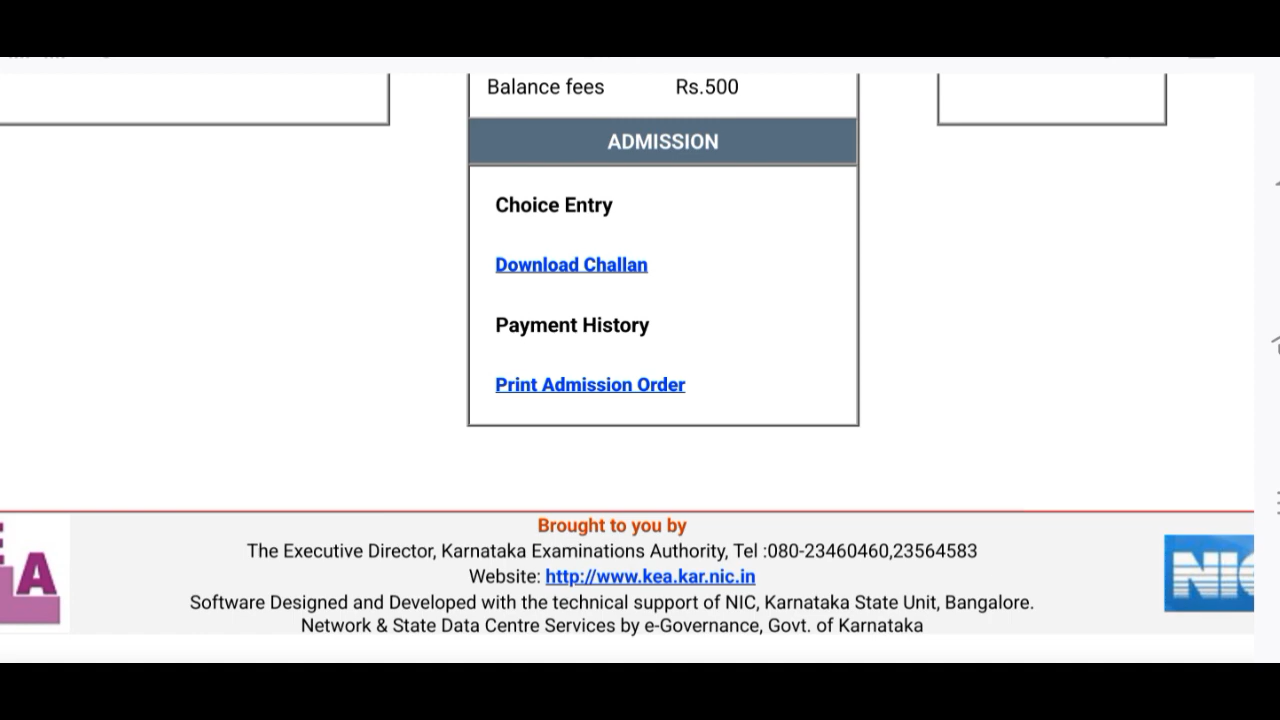 Balance fees Rs.500
ADMISSION
Choice Entry
Download Challan
Payment History
Print Admission Order
Brought to you by
The Executive Director, Karnataka Examinations Authority, Tel :080-23460460,23564583
Website: http://www.kea.kar.nic.in
Software Designed and Developed with the technical support of NIC, Karnataka State Unit, Bangalore.
Network & State Data Centre Services by e-Governance, Govt. of Karnataka
A
NIC